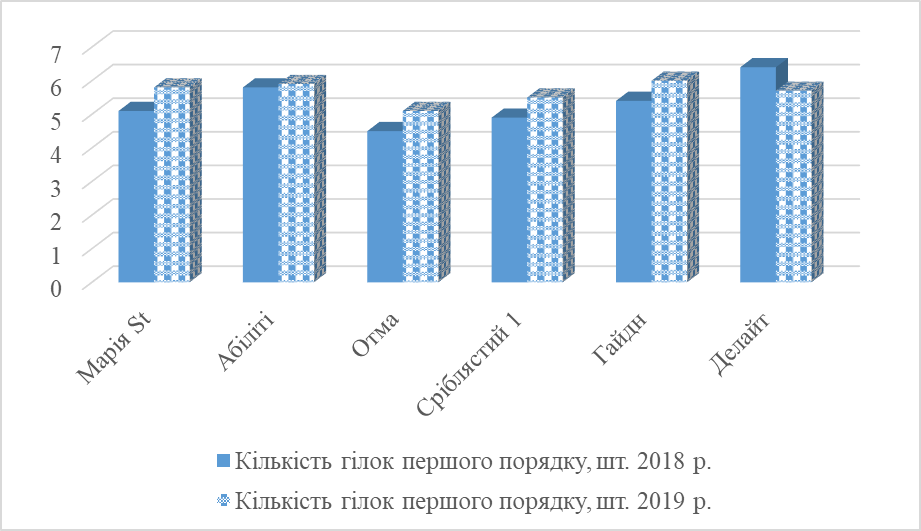 7
6
5
4
3
2
1
0
Марія St
Абіліті
Отма
Сріблястий 1
Гайдн
Делайт
Кількість гілок першого порядку, шт. 2018 р.
Кількість гілок першого порядку, шт. 2019 р.